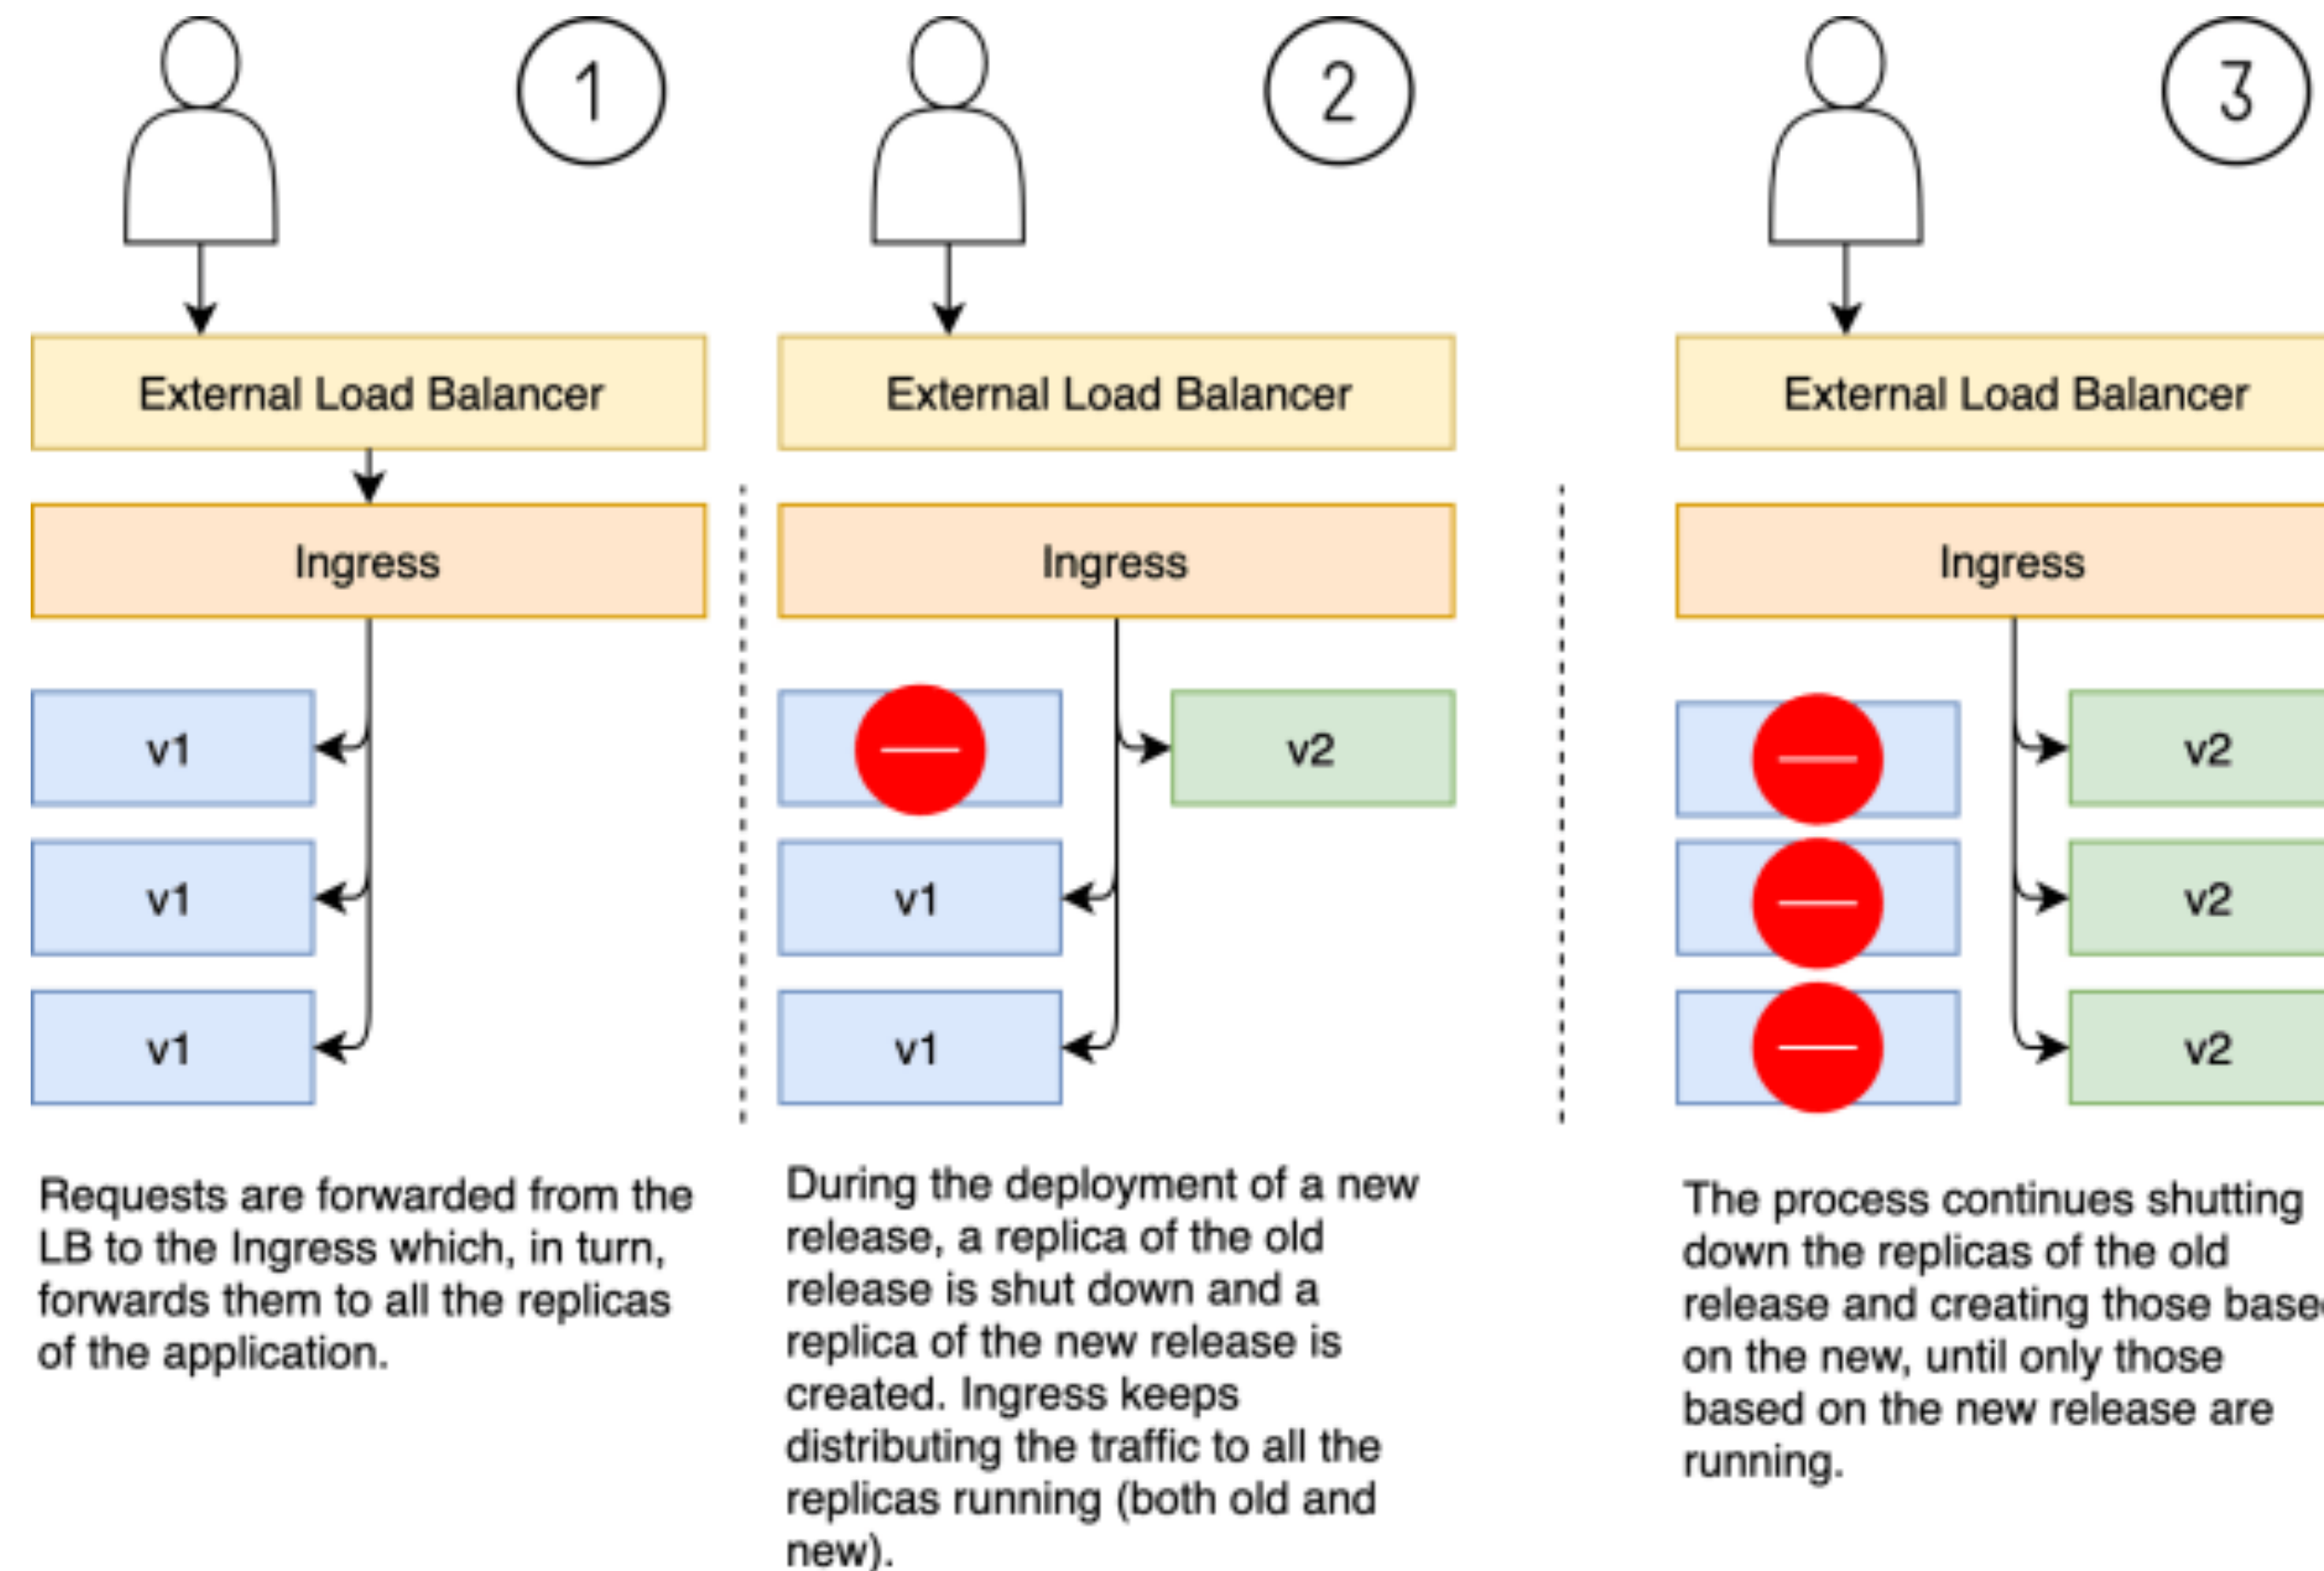 1
External Load Balancer
Ingress
v1
v1
v1
Requests are forwarded from the
LB to the Ingress which, in turn,
forwards them to all the replicas
of the application.
2
External Load Balancer
Ingress
v2
v1
v1
During the deployment of a new
release, a replica of the old
release is shut down and a
replica of the new release is
created. Ingress keeps
distributing the traffic to all the
replicas running (both old and
new).
3
External Load Balancer
Ingress
v2
v2
v2
The process continues shutting
down the replicas of the old
release and creating those based
on the new, until only those
based on the new release are
running.